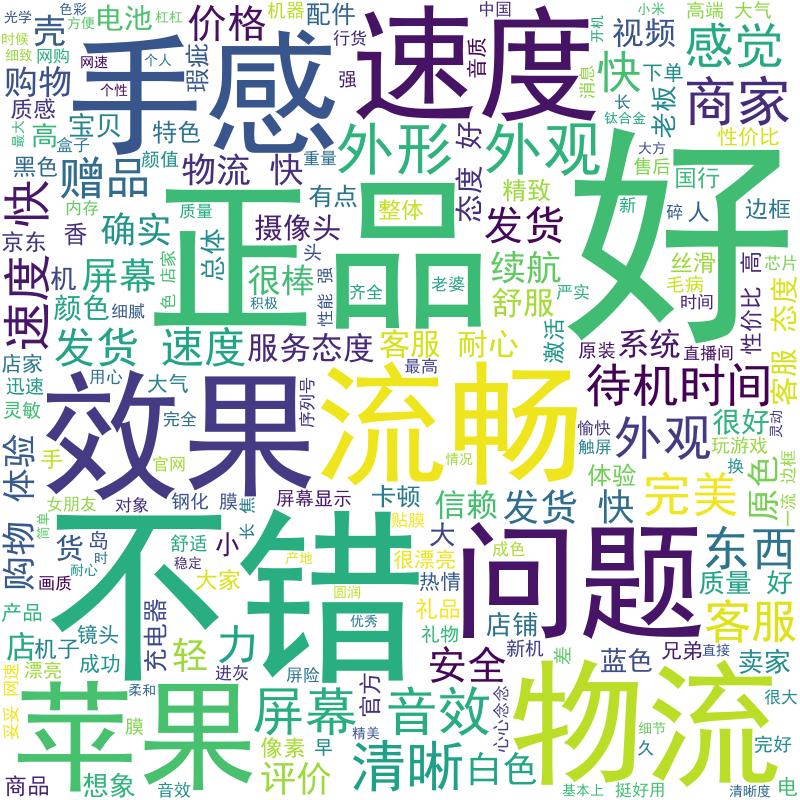 光学
色彩
电池
杠杠
价格
机器
配件
中国
小米
高端
大气
时候
方便
壳
手感
速度
行货
音质
开机
视频
感觉
细致
网购
网速
个人
瑕疵
强
消息
快
下单
购物
个性
老板
商家
质感
宝贝
特色
外形
好
外观
长
钛合金
性价比
最大
高
盒子
颜值
物流 快
重量
态度
大方
售后
黑色
赠品
有点
精致
好
国行
快
内存
正品
质量
整体
发货
新
碎
人
边框
京东
香
确实
总体
摄像头
丝滑
高
芯片
速度
机
屏幕
色
店家
很棒
头
强
性能
齐全
老婆
续航
严实
毛病
性价比
态度
颜色
细腻
积极
舒服
激活
时间
客服
店家
发货 速度
服务态度
客服 耐心
原装
系统
直播间
迅速
用心
大气
最高
待机时间
灵敏
效果
完全
序列号
流畅
愉快
外观
很好
灵动
体验
手
官网
情况
触屏
玩游戏
换
边框
购物
女朋友
对象
钢化
膜
长
焦
屏幕显示
卡顿
信赖
发货 快
体验
完美
原色
一流
简单
货
岛
时
舒适
小
贴膜
大
问题
东西
画质
耐心
不错
稳定
大家
产地
很漂亮
成色
热情
质量 好
产品
充电器
圆润
礼品
店铺
客服
店
机子
镜头
成功
轻
力
优秀
礼物
新机
差
蓝色
兄弟
直接
卖家
漂亮
进灰
屏险
官方
安全
妥妥
网速
苹果
柔和
屏幕
音效
心心念念
物流
很大
膜
像素
早
精美
清晰
白色
细节
久
完好
商品
想象
音效
评价
基本上
挺好用
清晰度
电